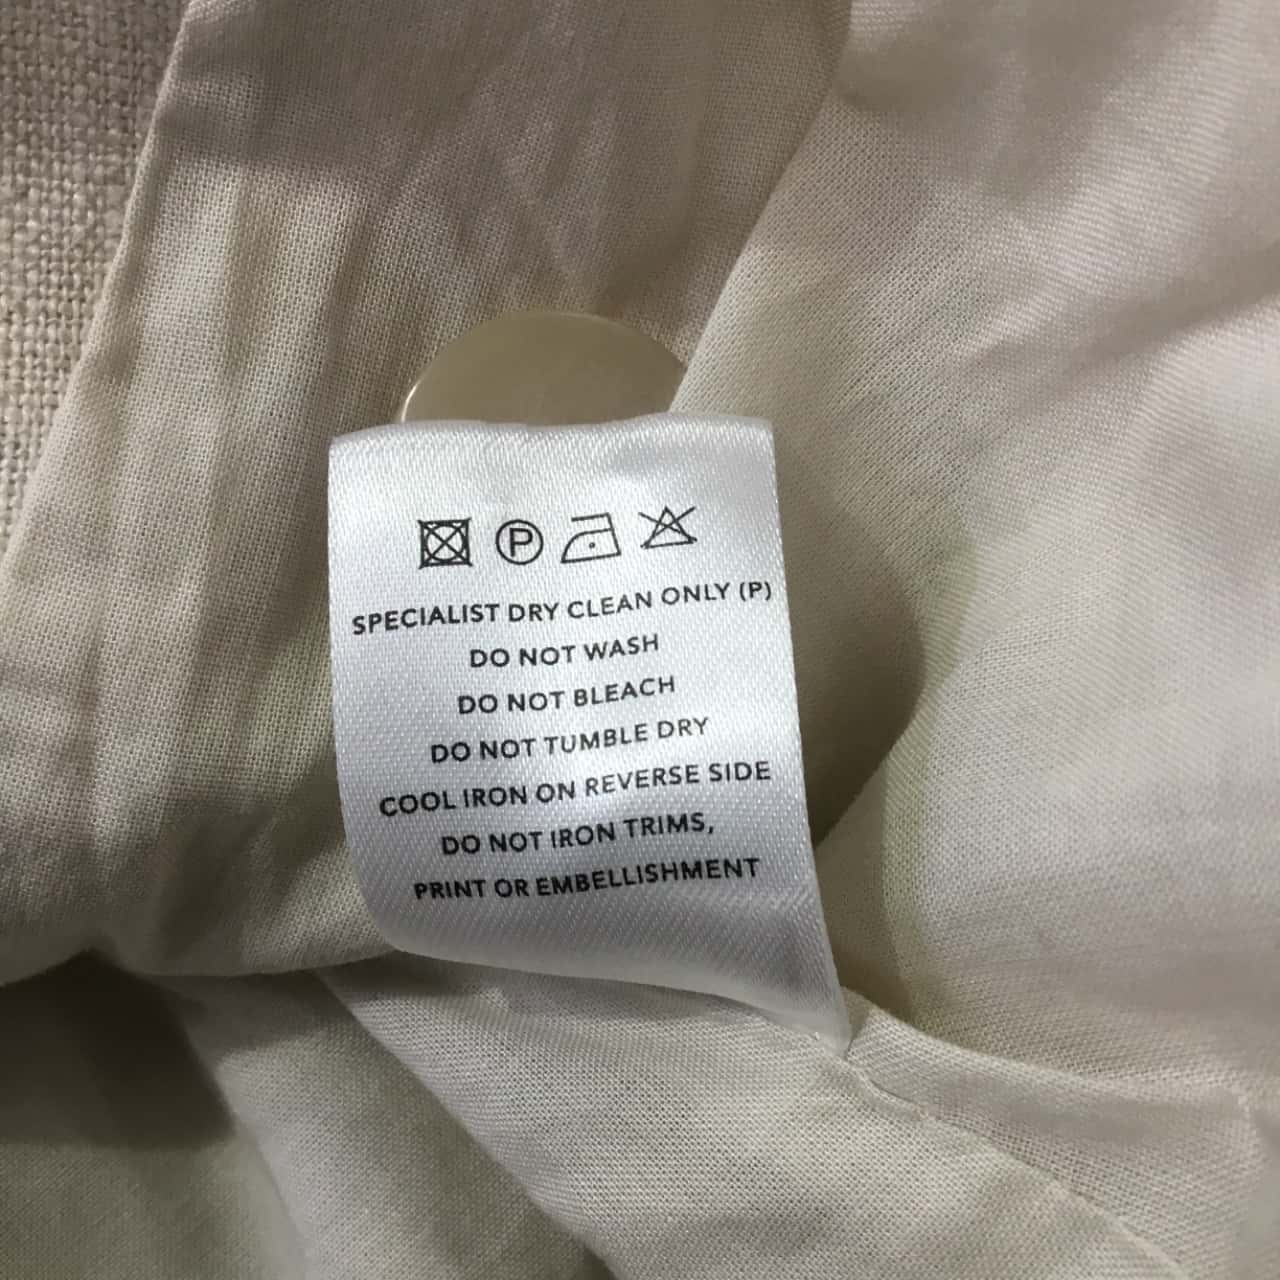 P
SPECIALIST DRY CLEAN ONLY (P)
DO NOT WASH
DO NOT BLEACH
DO NOT TUMBLE DRY
COOL IRON ON REVERSE SIDE
DO NOT IRON TRIMS,
PRINT OR EMBELLISHMENT